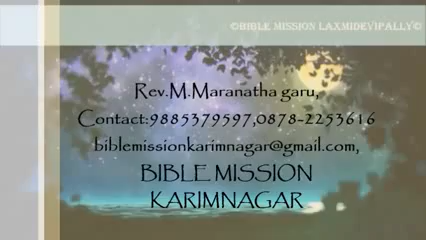 ©BIBLE MISSION LAXMIDEVIPALLY©
Rev.M.Maranatha garu,
Contact:9885379597,0878-2253616
biblemissionkarimnagar@gmail.com,
BIBLE MISSION
KARIMNAGAR